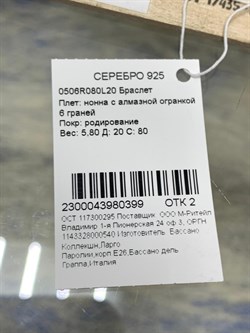 17435
СЕРЕБРО 925
0506R080L20 Браслет
Плет: нонна с алмазной огранкой
6 граней
Покр: родирование
Вес: 5,80 Д: 20 С: 80
2300043980399 ОТК 2
ОСТ 117300295 Поставщик ООО М-Ритейл
Владимир 1-я Пионерская 24 оф 3, ОГРН
1143328000540 Изготовитель Бассано
Коллекшн,Ларго
Паролии,корп Е26,Бассано дель
Граппа,Италия